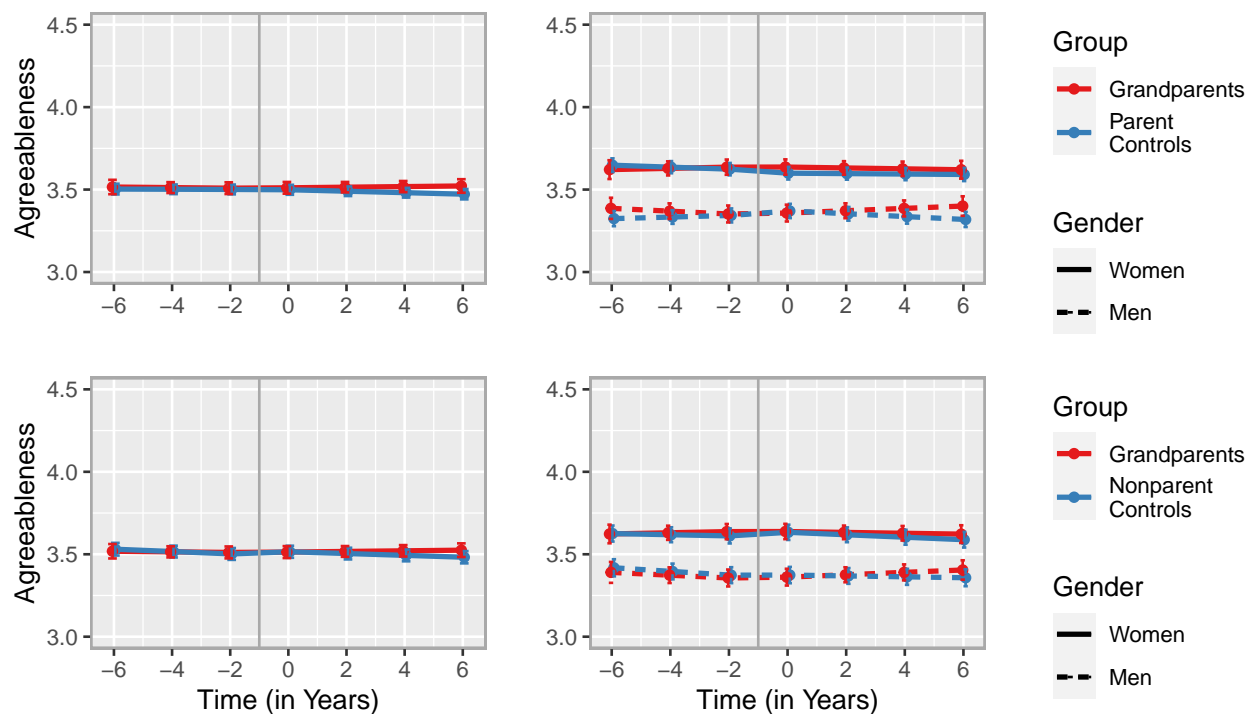 Agreeableness
4.5
4.0
3.5
3.0
−6 −4 −2 0 2 4 6
4.5
4.0
3.5
3.0
−6 −4 −2 0 2 4 6
Group
Grandparents
Parent
Controls
Gender
Women
Men
Agreeableness
4.5
4.0
3.5
3.0
−6 −4 −2 0 2 4 6
Time (in Years)
4.5
4.0
3.5
3.0
−6 −4 −2 0 2 4 6
Time (in Years)
Group
Grandparents
Nonparent
Controls
Gender
Women
Men